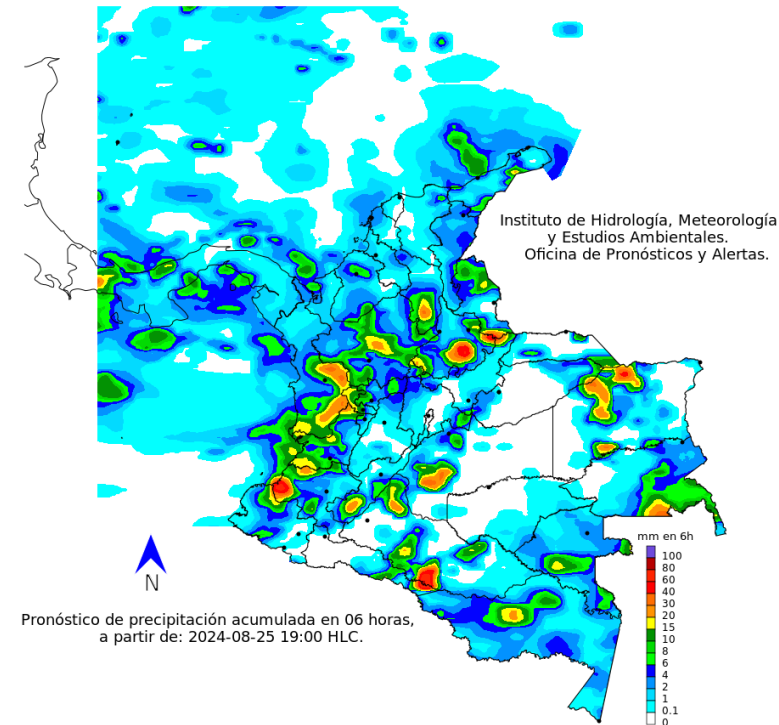 Instituto de Hidrología, Meteorología
y Estudios Ambientales.
Oficina de Pronósticos y Alertas.
mm en 6h
100
80
60
40
30
20
15
10
8
6
4
2
1
0.1
0
N
Pronóstico de precipitación acumulada en 06 horas,
a partir de: 2024-08-25 19:00 HLC.